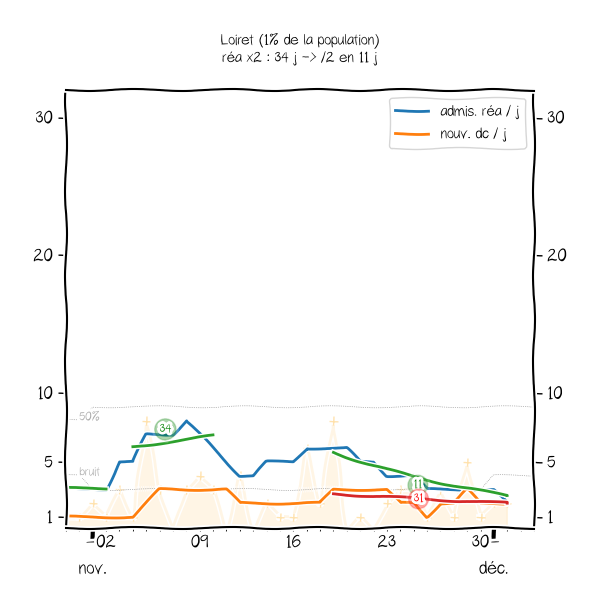 Loiret (1% de la population)
réa x2 : 34 j -> /2 en 11 j
admis. réa / j
nouv. dc / j
30
30
20
20
10
10
50%
34
5
5
bruit
11
31
1
1
02
09
16
23
30
nov.
déc.